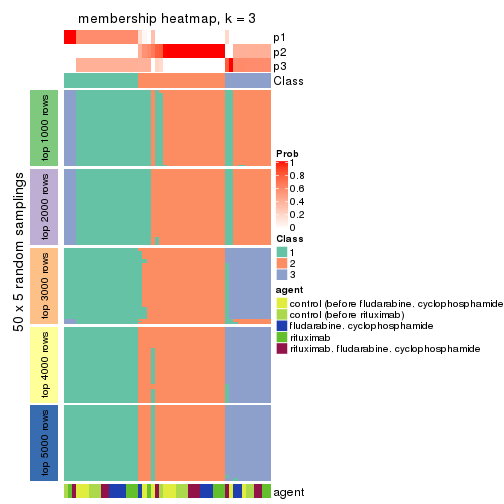 membership heatmap, k = 3
p1
p2
p3
Class
50 x 5 random samplings
top 1000 rows
top 2000 rows
top 3000 rows
top 4000 rows
top 5000 rows
Prob
1
0.8
0.6
0.4
0.2
0
Class
1
2
3
agent
control (before fludarabine. cyclophosphamide
control (before rituximab)
fludarabine. cyclophosphamide
rituximab
rituximab. fludarabine. cyclophosphamide
agent